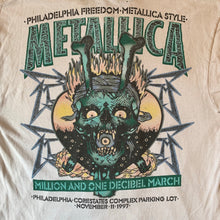 ·PHILADELPHIA FREEDOM·METALLICA STYLE·
METALLICA
MILLION AND ONE DECIBEL MARCH
·PHILADELPHIA·CORESTATES COMPLEX PARKING LOT·
NOVEMBER·11·1997·